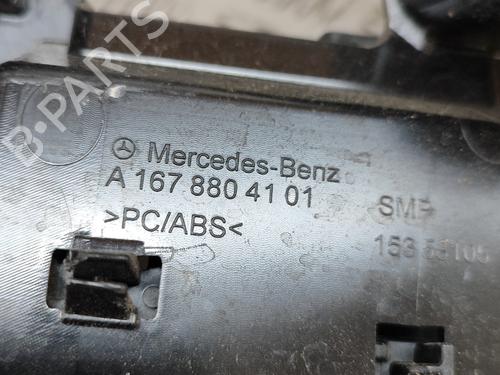 B-PARTS
Mercedes-Benz
A 167 880 41 01
>PC/ABS<
SMP